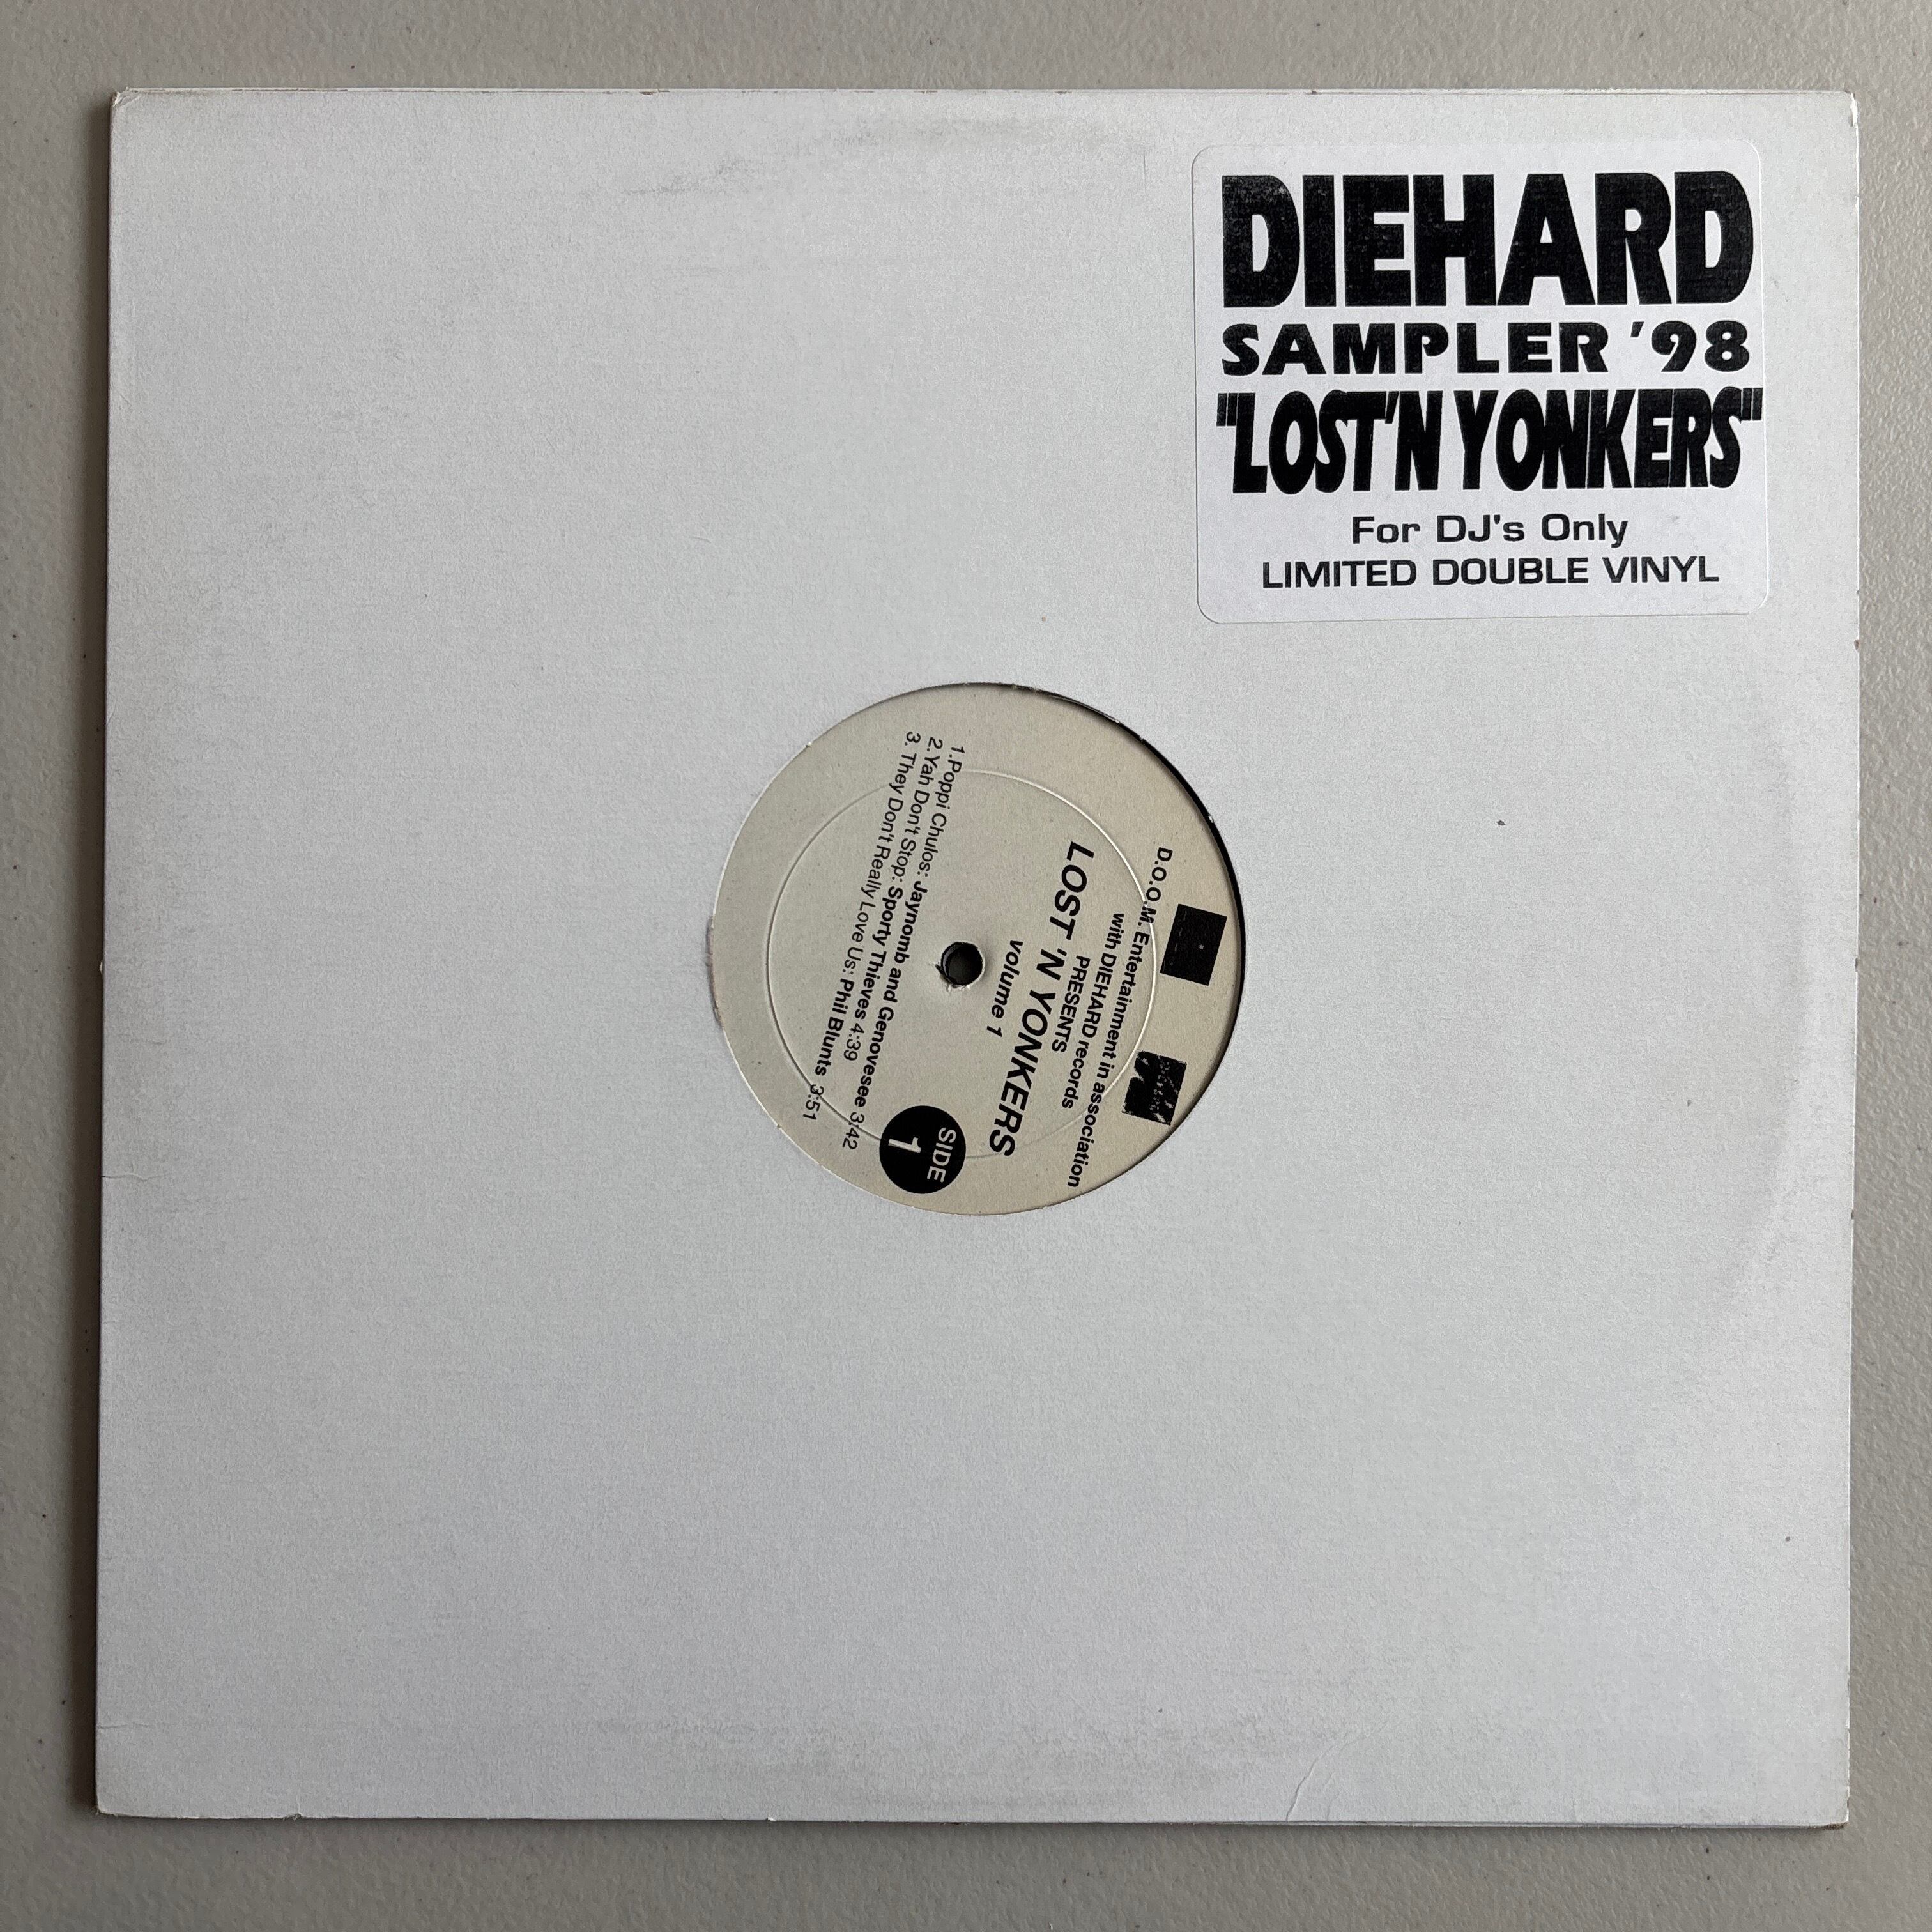 DIEHARD
SAMPLER '98
"LOST'N YONKERS"
For DJ's Only
LIMITED DOUBLE VINYL
D.O.O.M. Entertainment in association
with DIEHARD records
PRESENTS
LOST 'N YONKERS
volume 1
SIDE
1
1.Poppi Chulos: Jaynomb and Genovesee 3:42
2.Yah Don't Stop: Sporty Thieves 4:39
3. They Don't Really Love Us: Phil Blunts 3:51